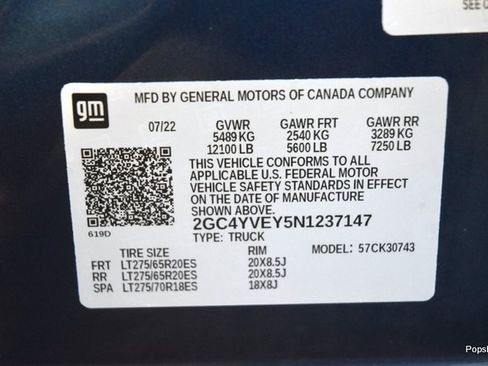 SEE O
gm
MFD BY GENERAL MOTORS OF CANADA COMPANY
07/22 GVWR GAWR FRT GAWR RR
5489 KG 2540 KG 3289 KG
12100 LB 5600 LB 7250 LB
THIS VEHICLE CONFORMS TO ALL
APPLICABLE U.S. FEDERAL MOTOR
VEHICLE SAFETY STANDARDS IN EFFECT
ON THE DATE OF MANUFACTURE
SHOWN ABOVE.
619D
2GC4YVEY5N1237147
TYPE: TRUCK
MODEL: 57CK30743
TIRE SIZE RIM
FRT LT275/65R20ES 20X8.5J
RR LT275/65R20ES 20X8.5J
SPA LT275/70R18ES 18X8J